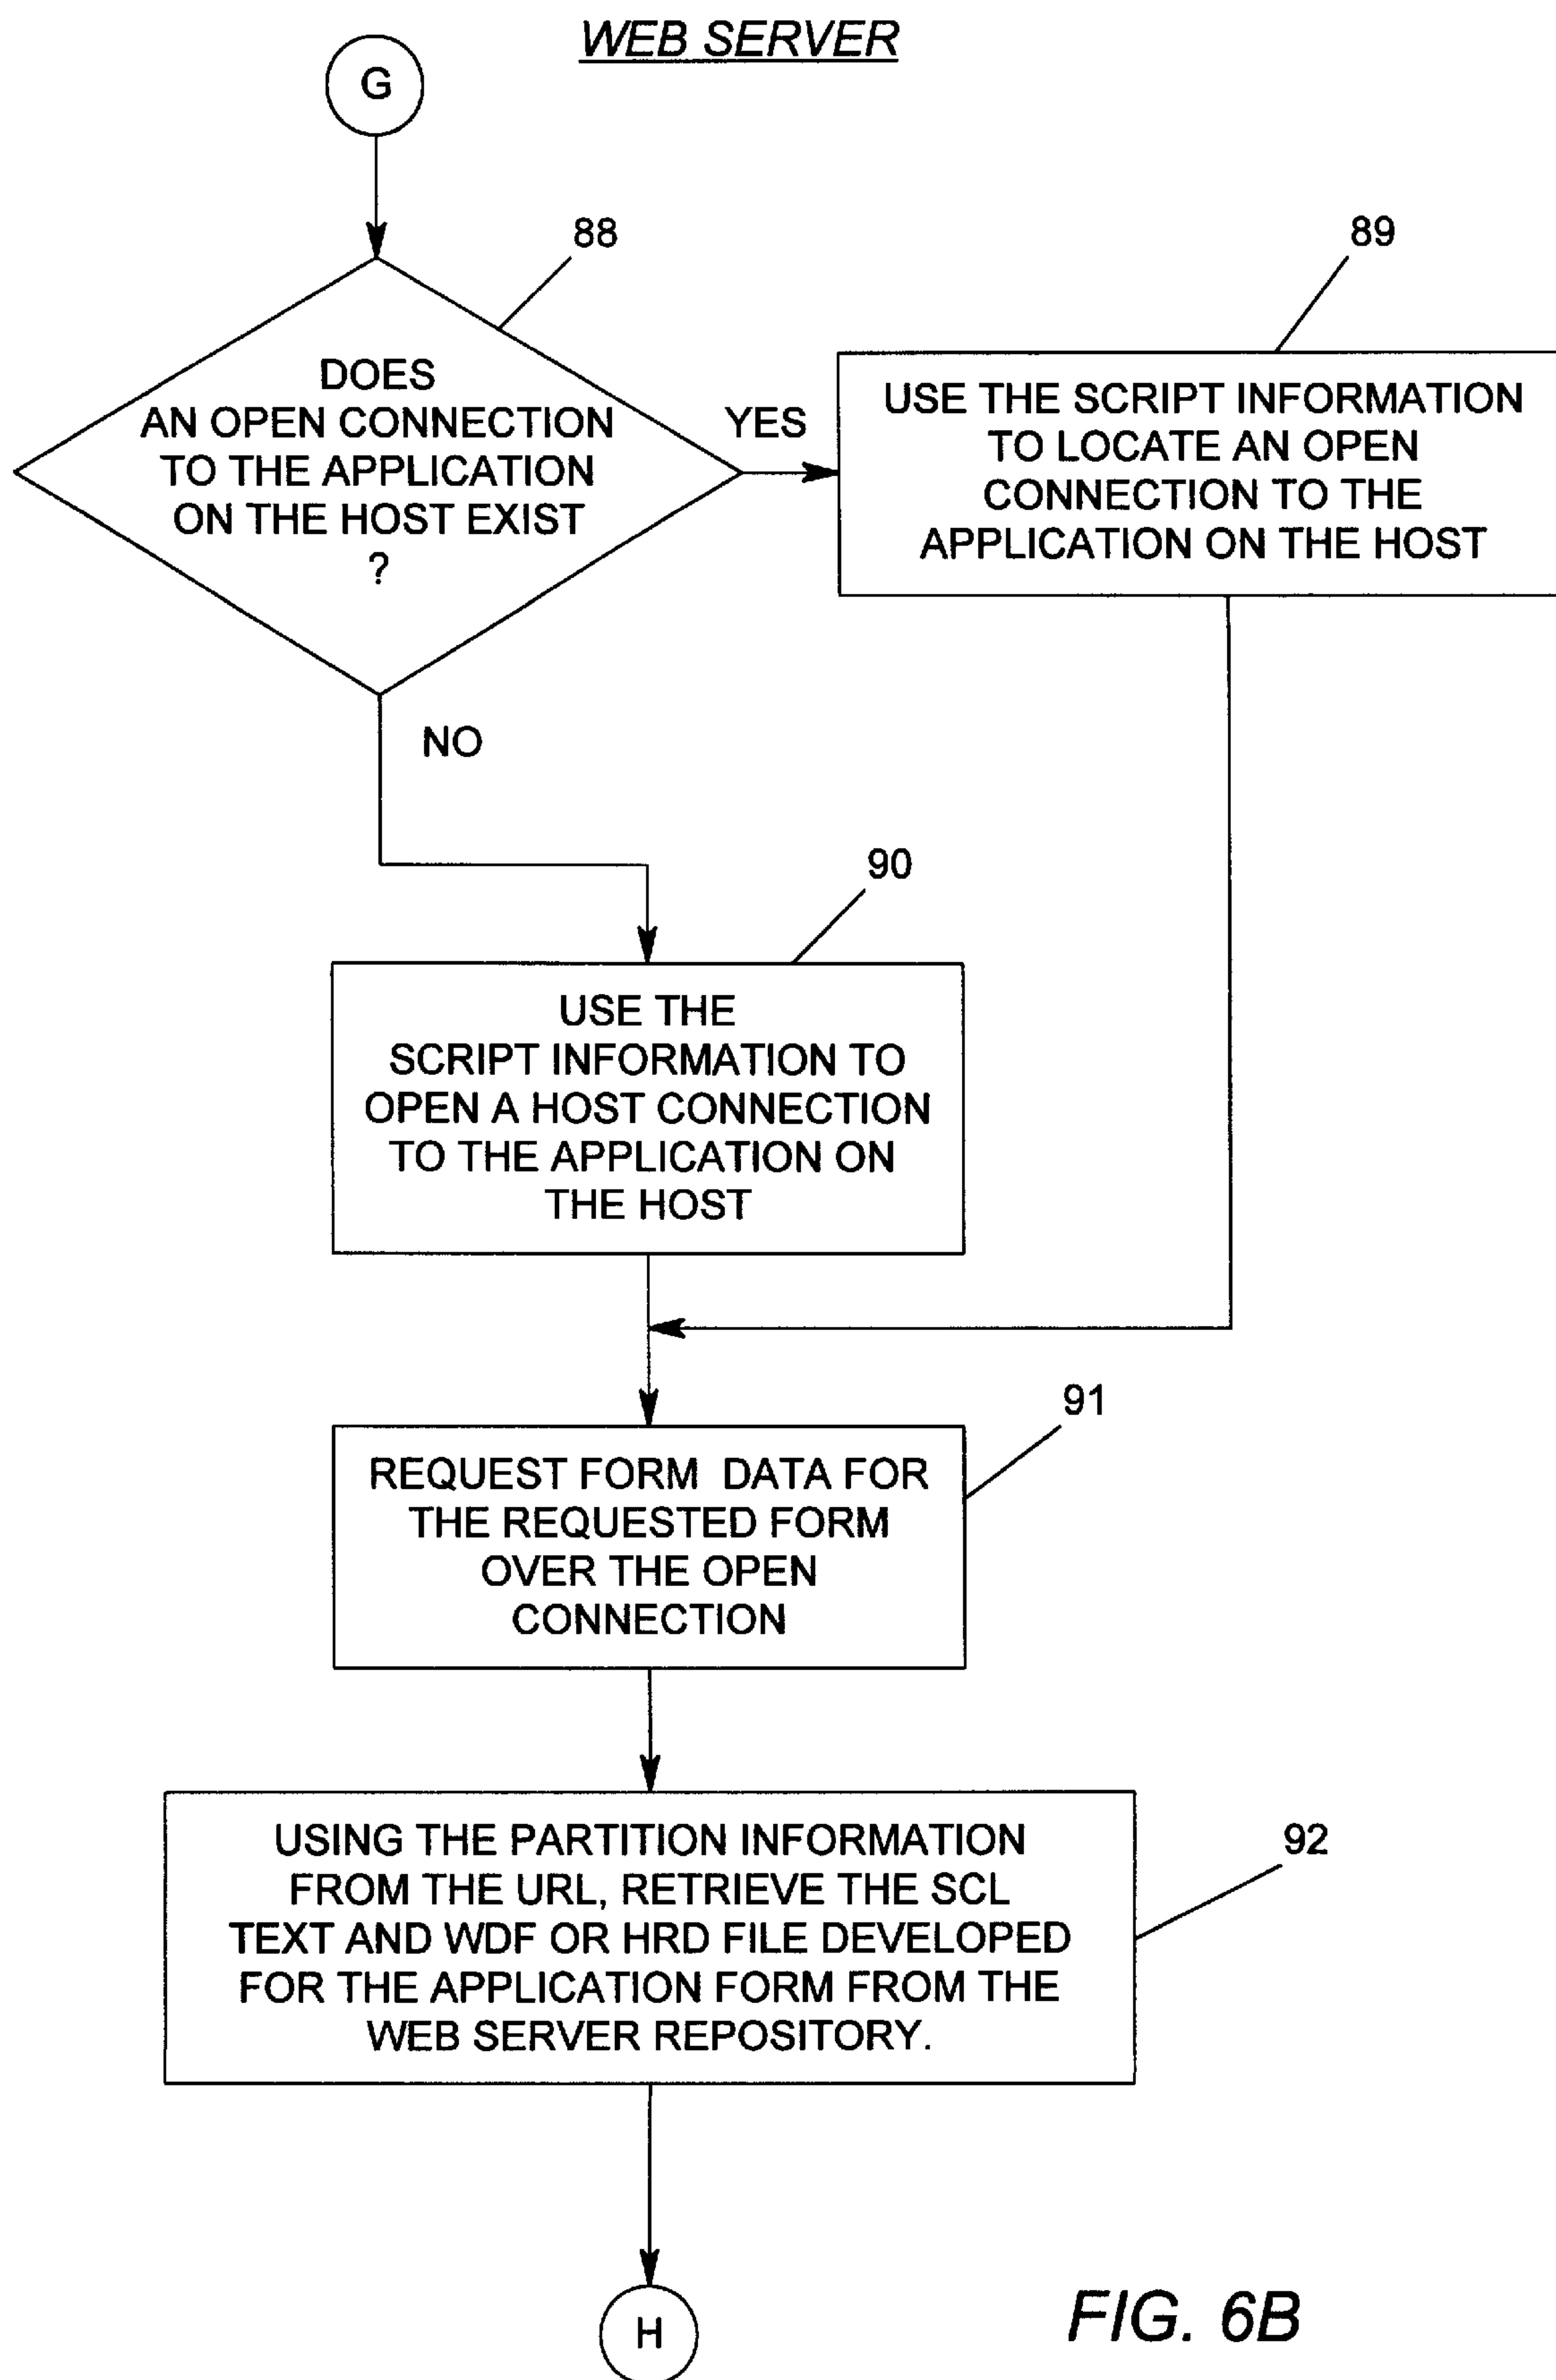 WEB SERVER
G
88
89
DOES
AN OPEN CONNECTION
TO THE APPLICATION
ON THE HOST EXIST
?
YES
USE THE SCRIPT INFORMATION
TO LOCATE AN OPEN
CONNECTION TO THE
APPLICATION ON THE HOST
NO
90
USE THE
SCRIPT INFORMATION TO
OPEN A HOST CONNECTION
TO THE APPLICATION ON
THE HOST
91
REQUEST FORM DATA FOR
THE REQUESTED FORM
OVER THE OPEN
CONNECTION
92
USING THE PARTITION INFORMATION
FROM THE URL, RETRIEVE THE SCL
TEXT AND WDF OR HRD FILE DEVELOPED
FOR THE APPLICATION FORM FROM THE
WEB SERVER REPOSITORY.
H
FIG. 6B